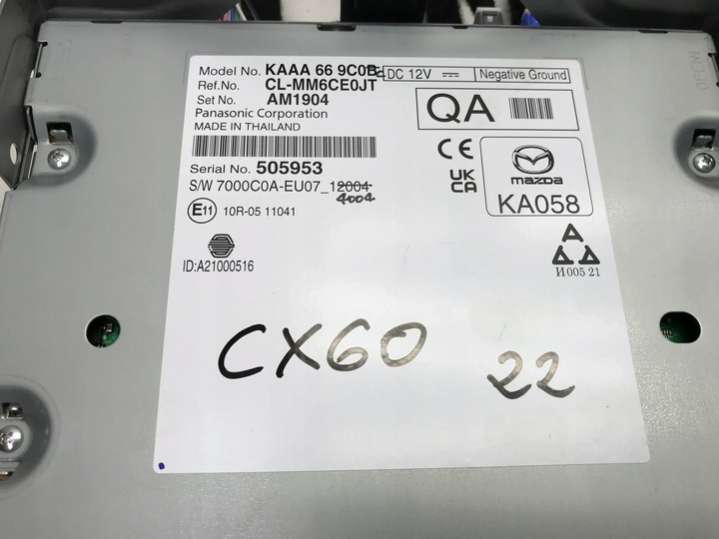 Model No. KAAA 66 9C0B
DC 12V ⎓ Negative Ground
Ref.No. CL-MM6CE0JT
Set No. AM1904
Panasonic Corporation
MADE IN THAILAND
QA
Serial No. 505953
S/W 7000C0A-EU07_12004
4004
CE
UK
CA
mazda
KA058
E11 10R-05 11041
ID:A21000516
A
И005 21
CX60
22